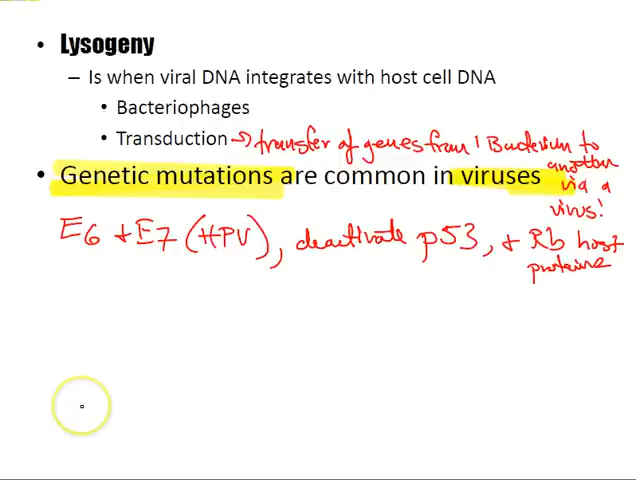 • Lysogeny
– Is when viral DNA integrates with host cell DNA
• Bacteriophages
• Transduction → transfer of genes from 1 Bacterium to
another
via a
virus!
• Genetic mutations are common in viruses
E6 + E7 (HPV), deactivate p53, + Rb host
proteins